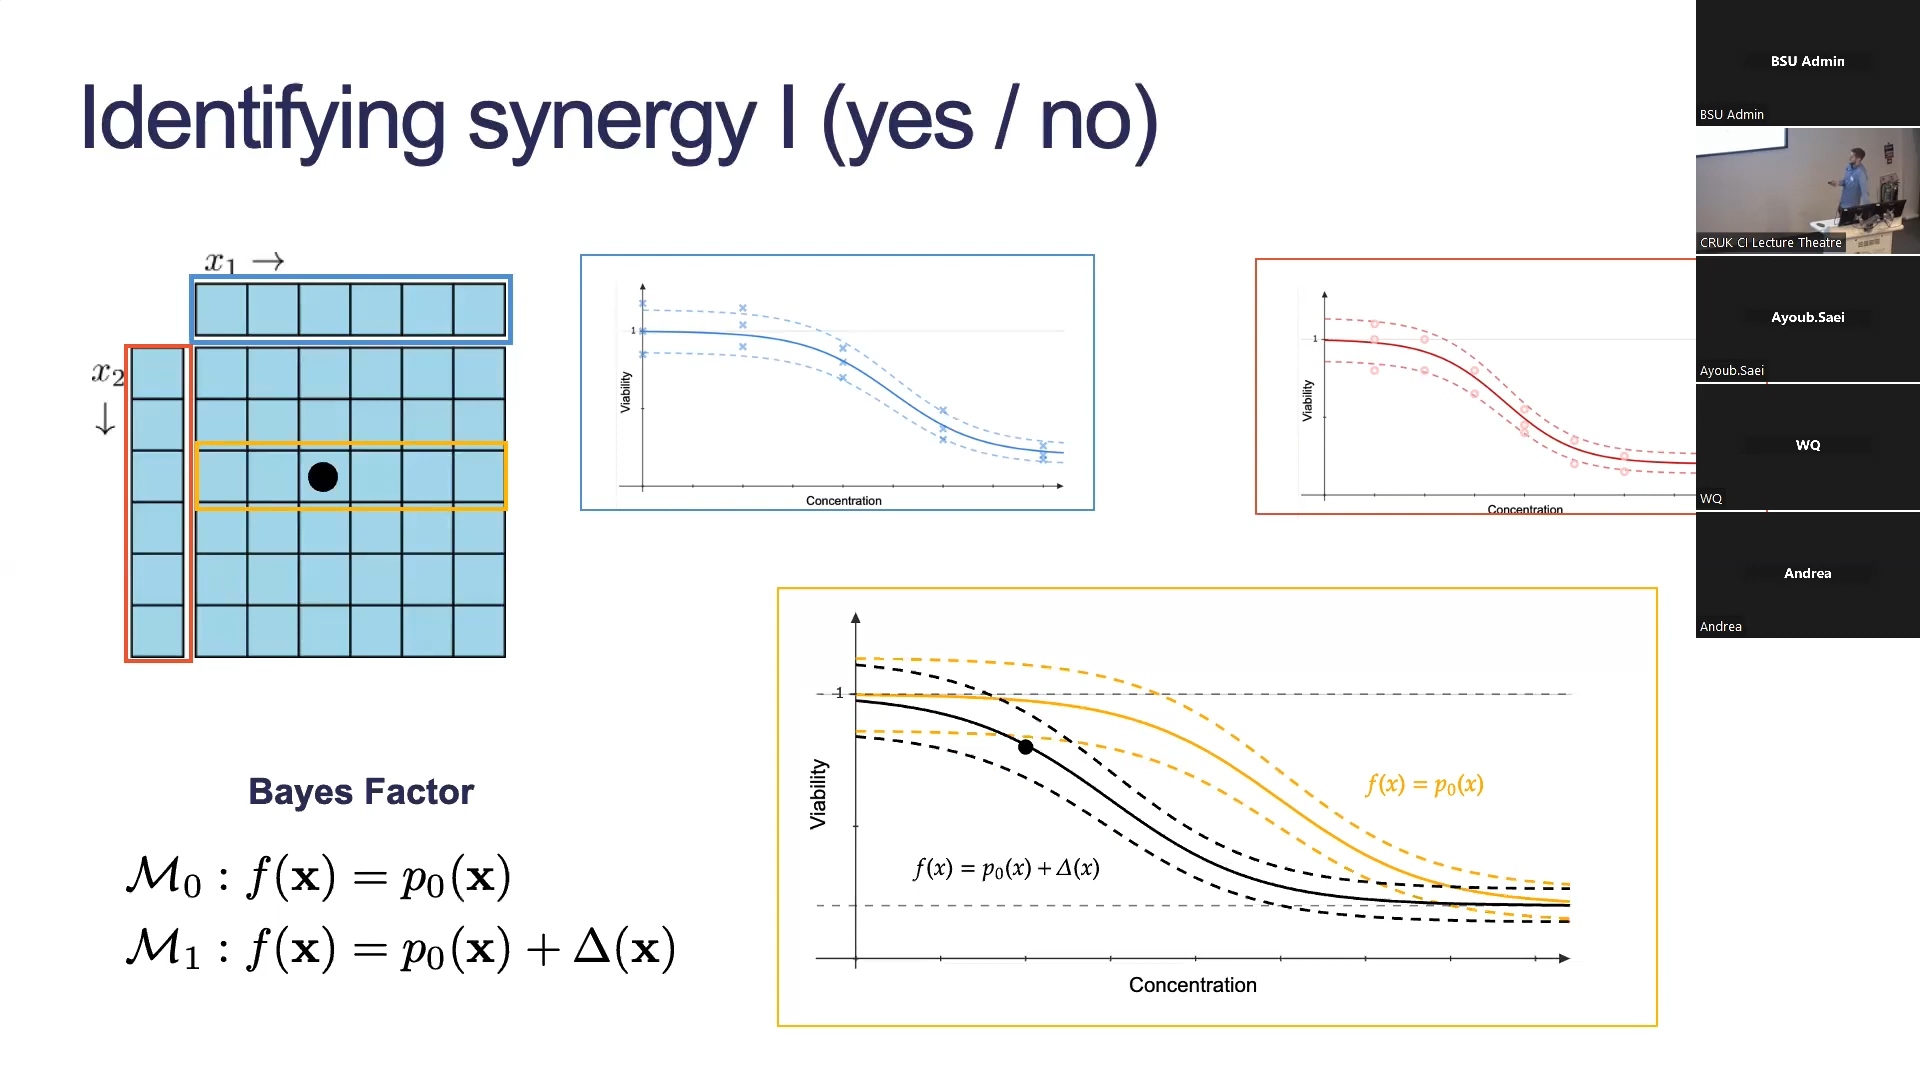 Identifying synergy I (yes / no)
x₁ →
x₂
↓
1
Viability
Concentration
1
Viability
Concentration
Bayes Factor
ℳ₀ : f(𝐱) = p₀(𝐱)
ℳ₁ : f(𝐱) = p₀(𝐱) + Δ(𝐱)
1
Viability
f(x) = p₀(x)
f(x) = p₀(x) + Δ(x)
Concentration
BSU Admin
BSU Admin
CRUK CI Lecture Theatre
Ayoub.Saei
Ayoub.Saei
WQ
WQ
Andrea
Andrea